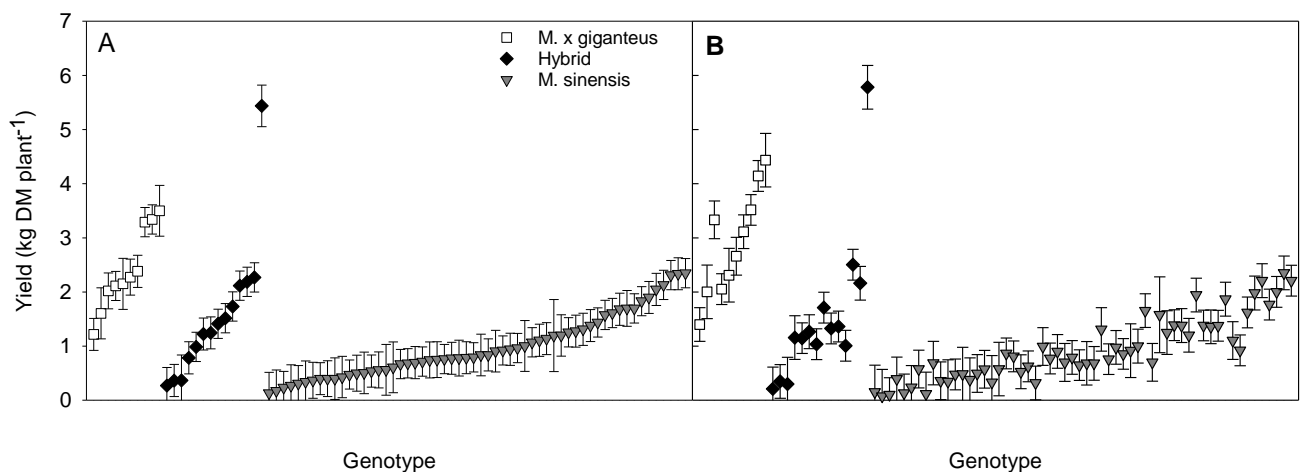 7
6
5
4
3
2
1
0
Yield (kg DM plant⁻¹)
A
M. x giganteus
Hybrid
M. sinensis
B
Genotype
Genotype